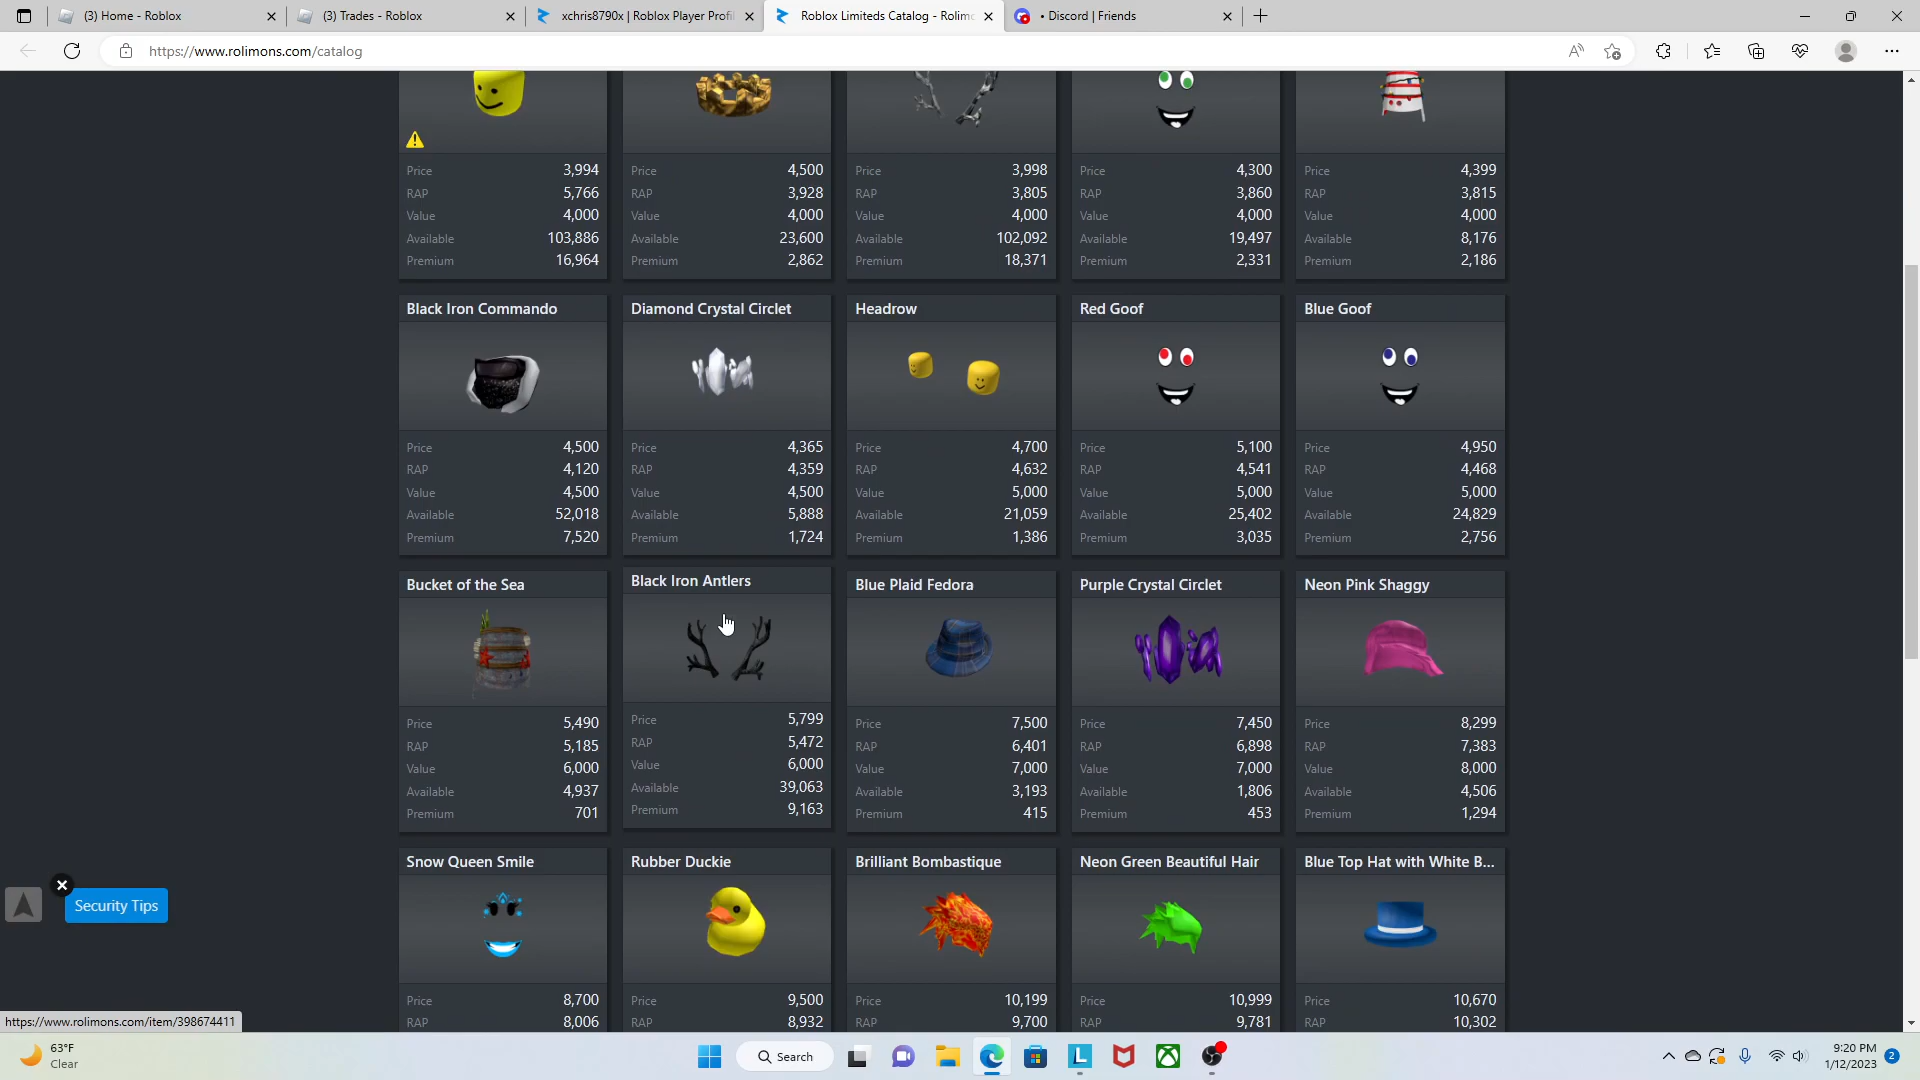 (3) Home - Roblox
(3) Trades - Roblox
xchris8790x | Roblox Player Profi
Roblox Limiteds Catalog - Rolim
• Discord | Friends
https://www.rolimons.com/catalog
Price 3,994 Price 4,500 Price 3,998 Price 4,300 Price 4,399
RAP 5,766 RAP 3,928 RAP 3,805 RAP 3,860 RAP 3,815
Value 4,000 Value 4,000 Value 4,000 Value 4,000 Value 4,000
Available 103,886 Available 23,600 Available 102,092 Available 19,497 Available 8,176
Premium 16,964 Premium 2,862 Premium 18,371 Premium 2,331 Premium 2,186
Black Iron Commando Diamond Crystal Circlet Headrow Red Goof Blue Goof
Price 4,500 Price 4,365 Price 4,700 Price 5,100 Price 4,950
RAP 4,120 RAP 4,359 RAP 4,632 RAP 4,541 RAP 4,468
Value 4,500 Value 4,500 Value 5,000 Value 5,000 Value 5,000
Available 52,018 Available 5,888 Available 21,059 Available 25,402 Available 24,829
Premium 7,520 Premium 1,724 Premium 1,386 Premium 3,035 Premium 2,756
Bucket of the Sea Black Iron Antlers Blue Plaid Fedora Purple Crystal Circlet Neon Pink Shaggy
Price 5,490 Price 5,799 Price 7,500 Price 7,450 Price 8,299
RAP 5,185 RAP 5,472 RAP 6,401 RAP 6,898 RAP 7,383
Value 6,000 Value 6,000 Value 7,000 Value 7,000 Value 8,000
Available 4,937 Available 39,063 Available 3,193 Available 1,806 Available 4,506
Premium 701 Premium 9,163 Premium 415 Premium 453 Premium 1,294
Snow Queen Smile Rubber Duckie Brilliant Bombastique Neon Green Beautiful Hair Blue Top Hat with White B...
Price 8,700 Price 9,500 Price 10,199 Price 10,999 Price 10,670
RAP 8,006 RAP 8,932 RAP 9,700 RAP 9,781 RAP 10,302
Security Tips
https://www.rolimons.com/item/398674411
63°F
Clear
Search
9:20 PM
1/12/2023
2